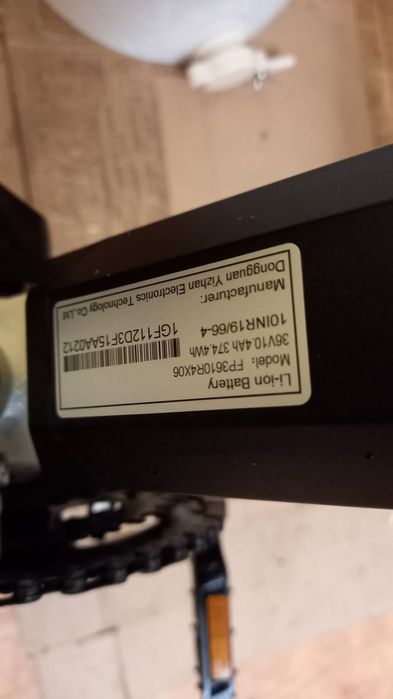 Li-ion Battery
Model: FP3610R4X06
36V10.4Ah 374.4Wh
10INR19/66-4
1GF112D3F15AA0212
Manufacturer:
Dongguan Yizhan Electronics Technology Co.,Ltd.